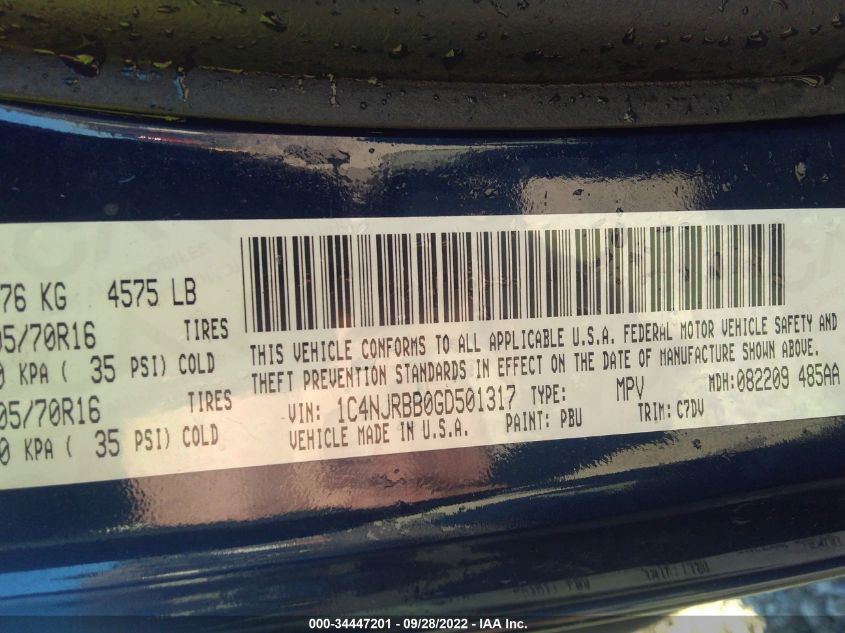 76 KG 4575 LB
05/70R16 TIRES
0 KPA ( 35 PSI) COLD
05/70R16 TIRES
0 KPA ( 35 PSI) COLD
THIS VEHICLE CONFORMS TO ALL APPLICABLE U.S.A. FEDERAL MOTOR VEHICLE SAFETY AND
THEFT PREVENTION STANDARDS IN EFFECT ON THE DATE OF MANUFACTURE SHOWN ABOVE.
VIN: 1C4NJRBB0GD501317 TYPE: MPV MDH: 082209 485AA
VEHICLE MADE IN U.S.A. PAINT: PBU TRIM: C7DV
000-34447201 - 09/28/2022 - IAA Inc.